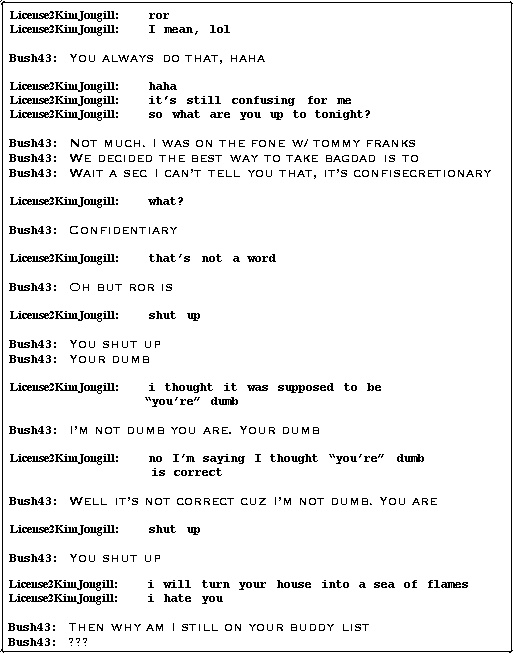 License2KimJongill: ror
License2KimJongill: I mean, lol
Bush43: You always do that, haha
License2KimJongill: haha
License2KimJongill: it's still confusing for me
License2KimJongill: so what are you up to tonight?
Bush43: Not much. I was on the fone w/ tommy franks
Bush43: We decided the best way to take bagdad is to
Bush43: Wait a sec I can't tell you that, it's confisecretionary
License2KimJongill: what?
Bush43: Confidentiary
License2KimJongill: that's not a word
Bush43: Oh but ror is
License2KimJongill: shut up
Bush43: You shut up
Bush43: Your dumb
License2KimJongill: i thought it was supposed to be
“you're” dumb
Bush43: I'm not dumb you are. Your dumb
License2KimJongill: no I'm saying I thought “you're” dumb
is correct
Bush43: Well it's not correct cuz I'm not dumb. You are
License2KimJongill: shut up
Bush43: You shut up
License2KimJongill: i will turn your house into a sea of flames
License2KimJongill: i hate you
Bush43: Then why am I still on your buddy list
Bush43: ???